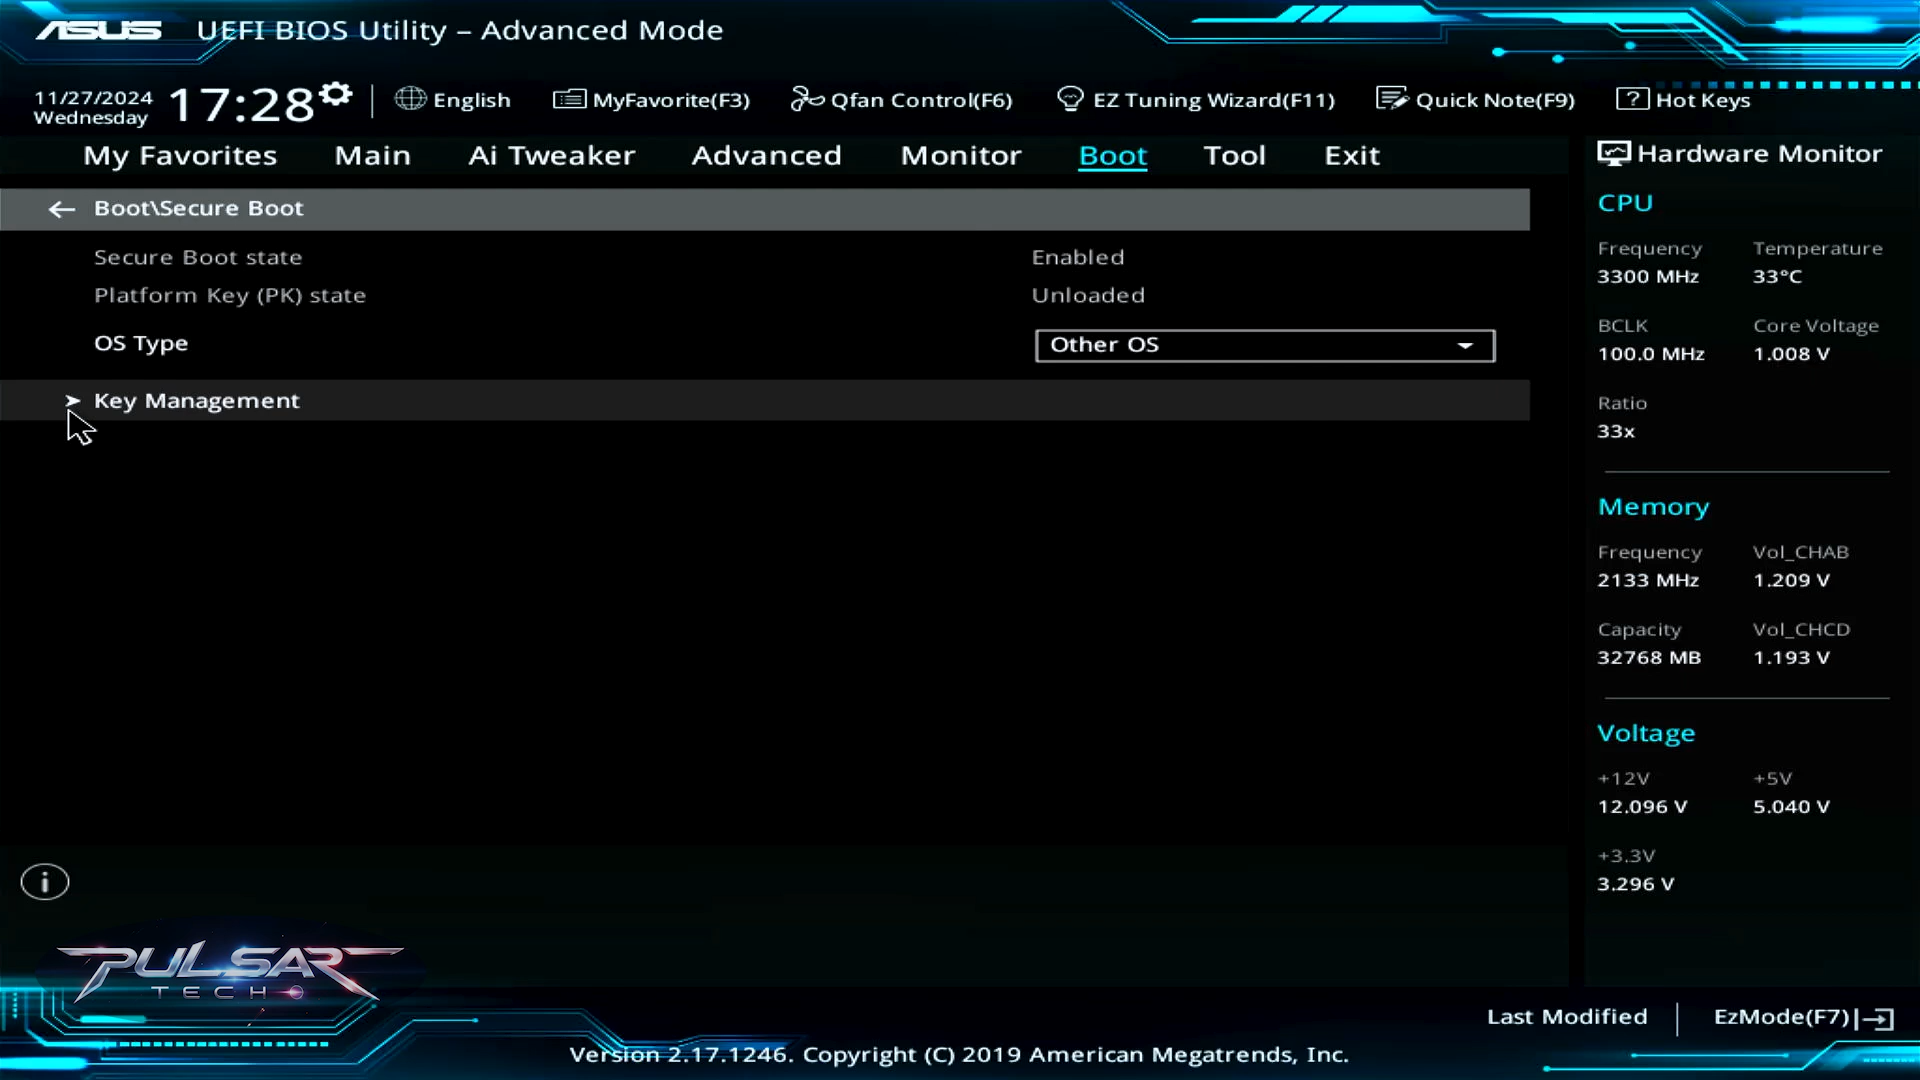 ASUS UEFI BIOS Utility – Advanced Mode
11/27/2024
Wednesday
17:28
English
MyFavorite(F3)
Qfan Control(F6)
EZ Tuning Wizard(F11)
Quick Note(F9)
? Hot Keys
My Favorites Main Ai Tweaker Advanced Monitor Boot Tool Exit
Boot\Secure Boot
Secure Boot state Enabled
Platform Key (PK) state Unloaded
OS Type Other OS
Key Management
Hardware Monitor
CPU
Frequency Temperature
3300 MHz 33°C
BCLK Core Voltage
100.0 MHz 1.008 V
Ratio
33x
Memory
Frequency Vol_CHAB
2133 MHz 1.209 V
Capacity Vol_CHCD
32768 MB 1.193 V
Voltage
+12V +5V
12.096 V 5.040 V
+3.3V
3.296 V
i
PULSAR
TECH
Last Modified
EzMode(F7)
Version 2.17.1246. Copyright (C) 2019 American Megatrends, Inc.